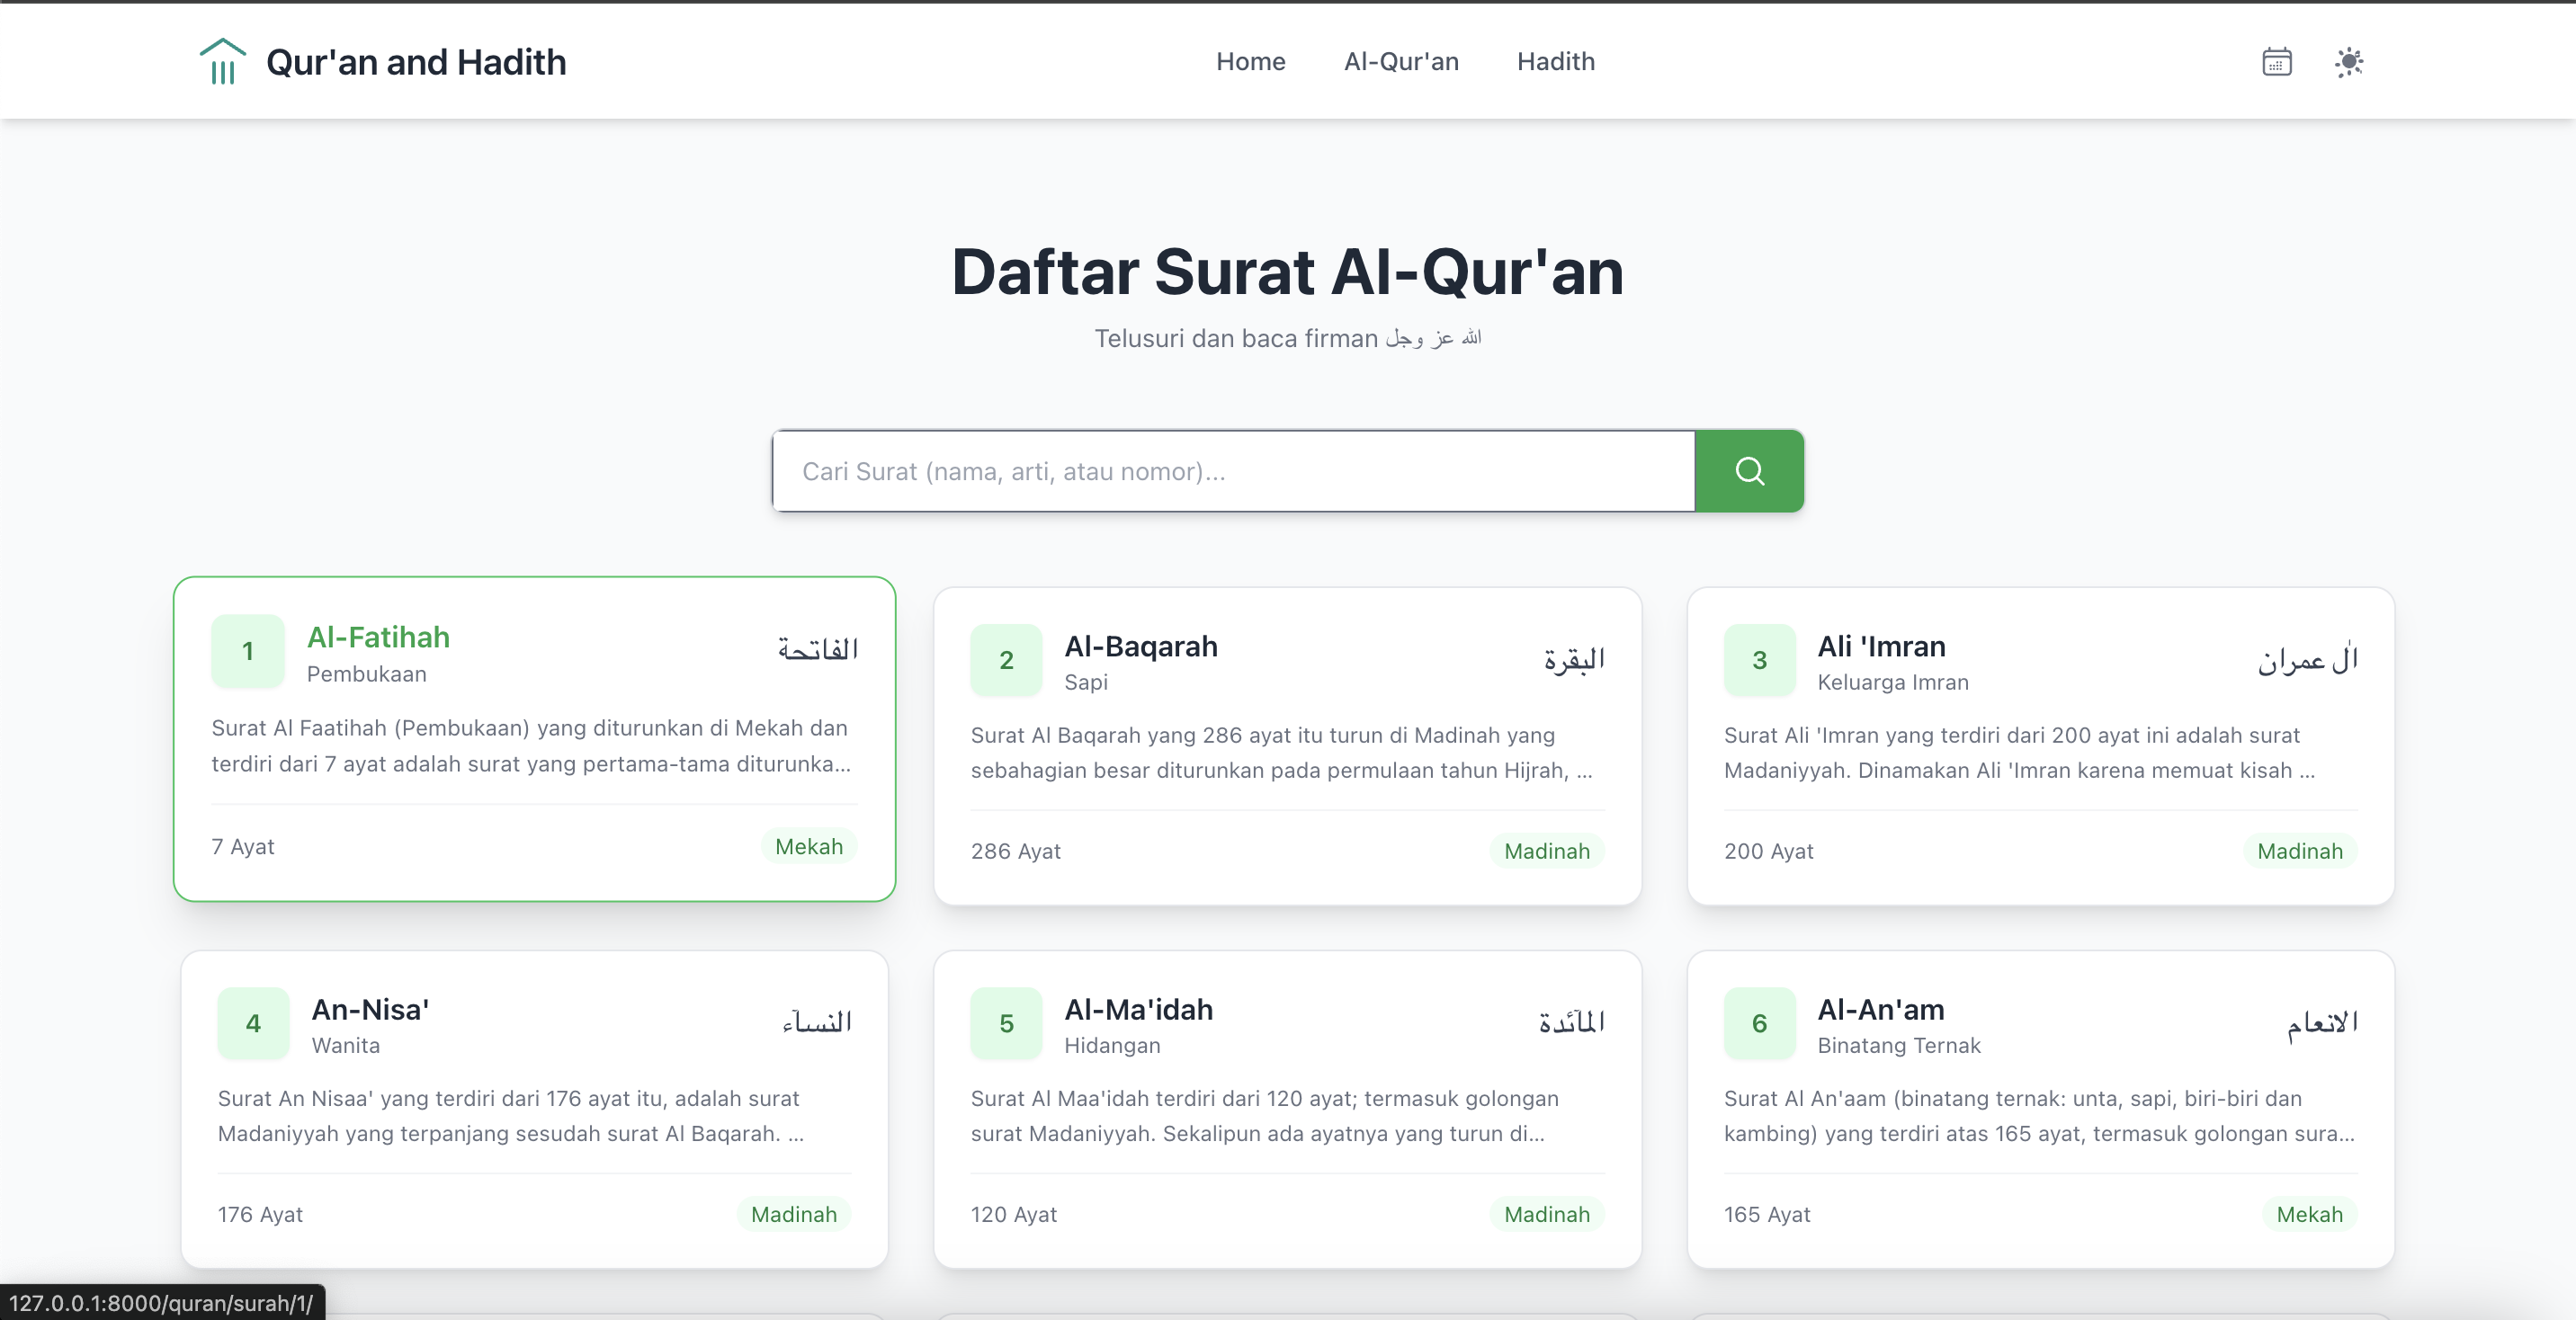 Qur'an and Hadith
Home
Al-Qur'an
Hadith
Daftar Surat Al-Qur'an
Telusuri dan baca firman الله عز وجل
Cari Surat (nama, arti, atau nomor)...
1
Al-Fatihah
الفاتحة
Pembukaan
Surat Al Faatihah (Pembukaan) yang diturunkan di Mekah dan
terdiri dari 7 ayat adalah surat yang pertama-tama diturunka...
7 Ayat
Mekah
2
Al-Baqarah
البقرة
Sapi
Surat Al Baqarah yang 286 ayat itu turun di Madinah yang
sebahagian besar diturunkan pada permulaan tahun Hijrah, ...
286 Ayat
Madinah
3
Ali 'Imran
اٰل عمران
Keluarga Imran
Surat Ali 'Imran yang terdiri dari 200 ayat ini adalah surat
Madaniyyah. Dinamakan Ali 'Imran karena memuat kisah ...
200 Ayat
Madinah
4
An-Nisa'
النساۤء
Wanita
Surat An Nisaa' yang terdiri dari 176 ayat itu, adalah surat
Madaniyyah yang terpanjang sesudah surat Al Baqarah. ...
176 Ayat
Madinah
5
Al-Ma'idah
الماۤئدة
Hidangan
Surat Al Maa'idah terdiri dari 120 ayat; termasuk golongan
surat Madaniyyah. Sekalipun ada ayatnya yang turun di...
120 Ayat
Madinah
6
Al-An'am
الانعام
Binatang Ternak
Surat Al An'aam (binatang ternak: unta, sapi, biri-biri dan
kambing) yang terdiri atas 165 ayat, termasuk golongan sura...
165 Ayat
Mekah
127.0.0.1:8000/quran/surah/1/